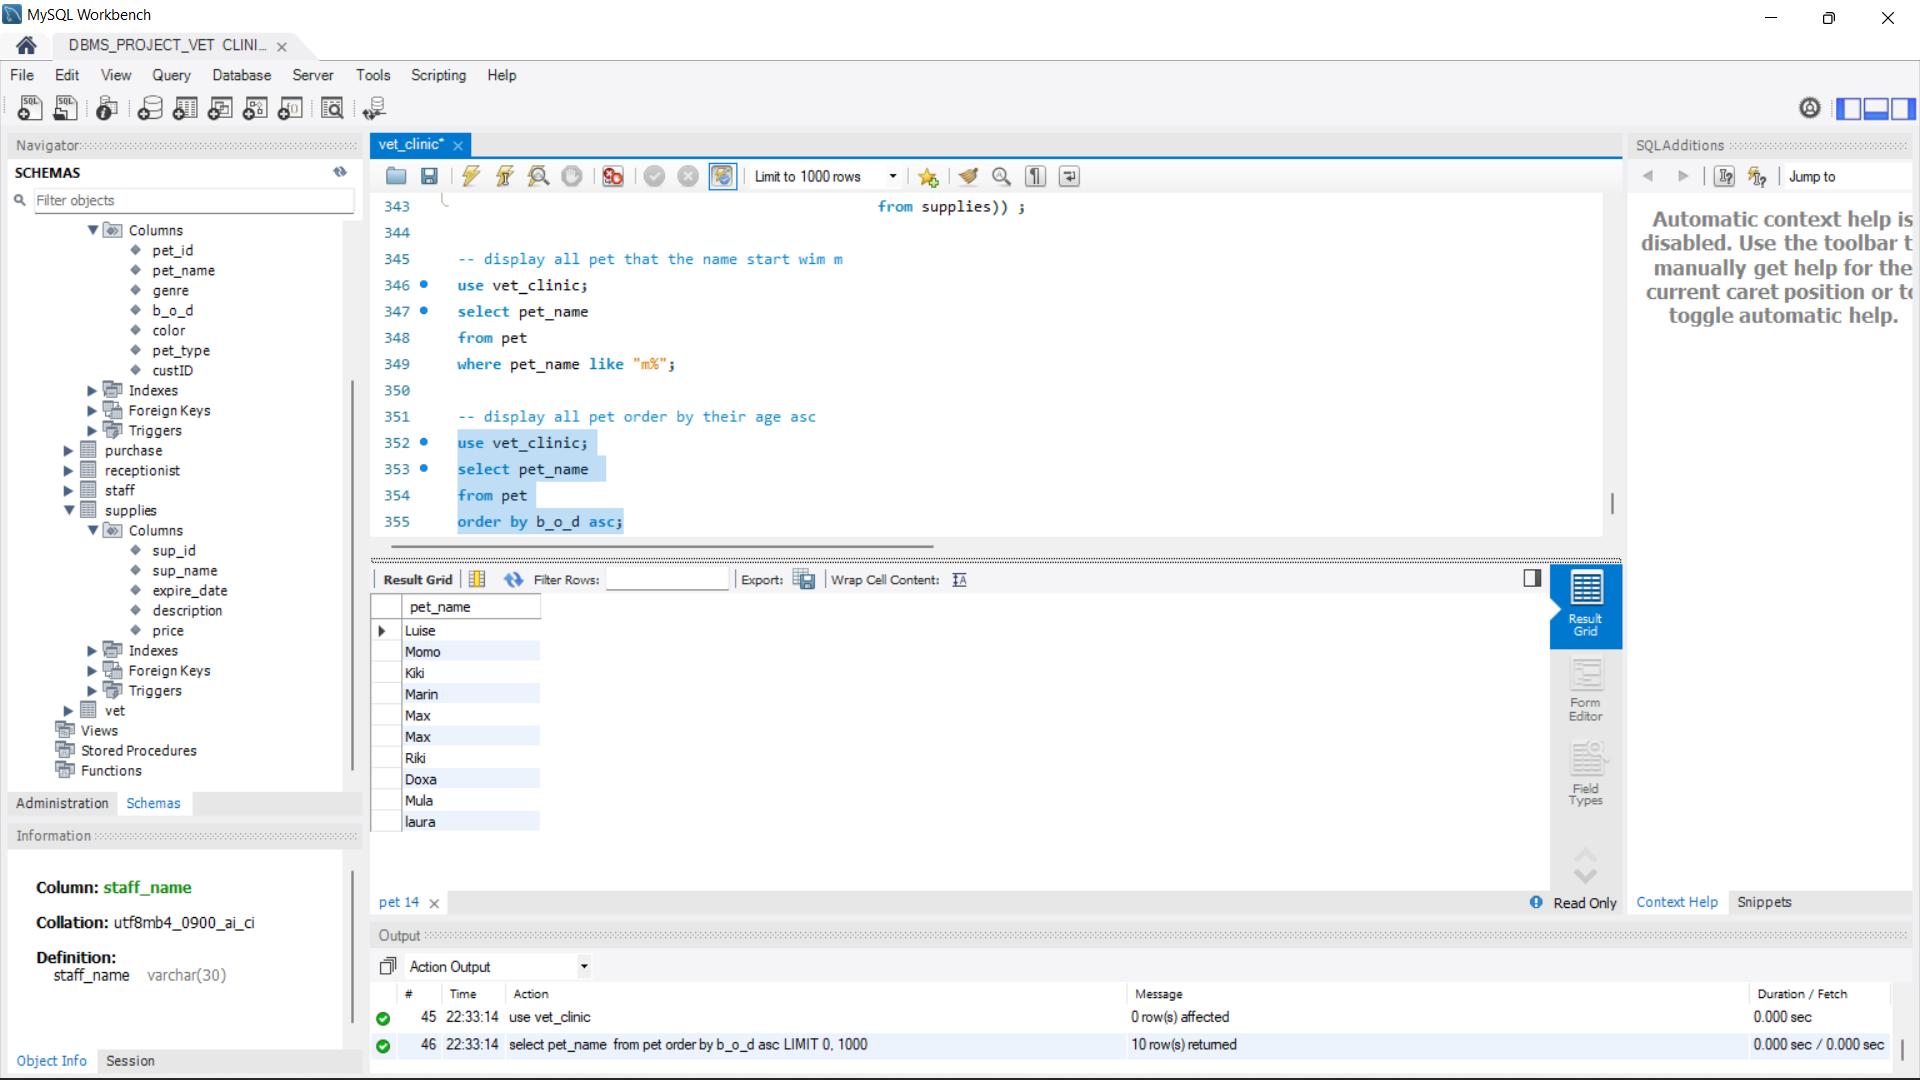 MySQL Workbench
DBMS_PROJECT_VET CLINI...
File Edit View Query Database Server Tools Scripting Help
Navigator
SCHEMAS
Filter objects
Columns
pet_id
pet_name
genre
b_o_d
color
pet_type
custID
Indexes
Foreign Keys
Triggers
purchase
receptionist
staff
supplies
Columns
sup_id
sup_name
expire_date
description
price
Indexes
Foreign Keys
Triggers
vet
Views
Stored Procedures
Functions
Administration Schemas
Information
Column: staff_name
Collation: utf8mb4_0900_ai_ci
Definition:
staff_name varchar(30)
Object Info Session
vet_clinic*
Limit to 1000 rows
343 from supplies)) ;
344
345 -- display all pet that the name start wim m
346 use vet_clinic;
347 select pet_name
348 from pet
349 where pet_name like "m%";
350
351 -- display all pet order by their age asc
352 use vet_clinic;
353 select pet_name
354 from pet
355 order by b_o_d asc;
Result Grid Filter Rows: Export: Wrap Cell Content:
pet_name
Luise
Momo
Kiki
Marin
Max
Max
Riki
Doxa
Mula
laura
Result
Grid
Form
Editor
Field
Types
pet 14
Read Only
Output
Action Output
# Time Action Message Duration / Fetch
45 22:33:14 use vet_clinic 0 row(s) affected 0.000 sec
46 22:33:14 select pet_name from pet order by b_o_d asc LIMIT 0, 1000 10 row(s) returned 0.000 sec / 0.000 sec
SQLAdditions
Jump to
Automatic context help is
disabled. Use the toolbar t
manually get help for the
current caret position or to
toggle automatic help.
Context Help Snippets